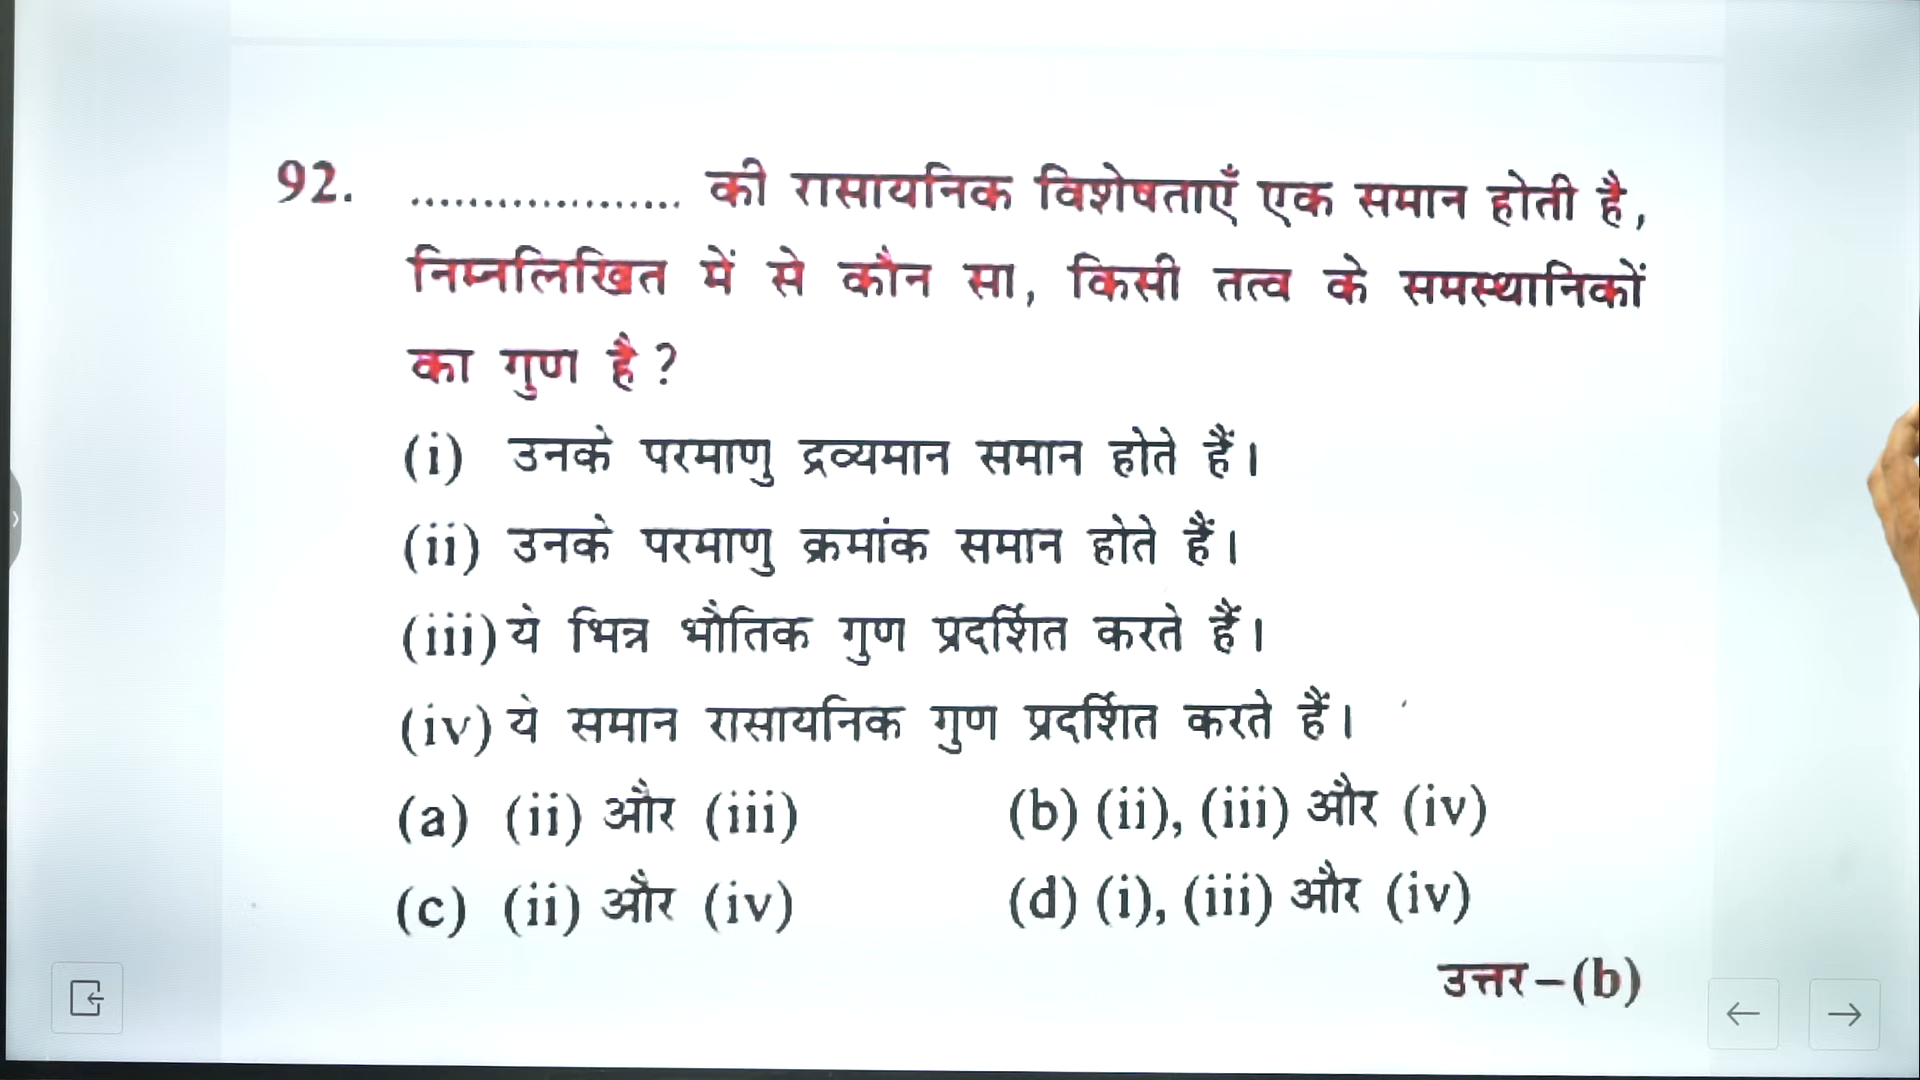 92. ................... की रासायनिक विशेषताएँ एक समान होती है,
निम्नलिखित में से कौन सा, किसी तत्व के समस्थानिकों
का गुण है?
(i) उनके परमाणु द्रव्यमान समान होते हैं।
(ii) उनके परमाणु क्रमांक समान होते हैं।
(iii) ये भिन्न भौतिक गुण प्रदर्शित करते हैं।
(iv) ये समान रासायनिक गुण प्रदर्शित करते हैं।
(a) (ii) और (iii) (b) (ii), (iii) और (iv)
(c) (ii) और (iv) (d) (i), (iii) और (iv)
उत्तर–(b)